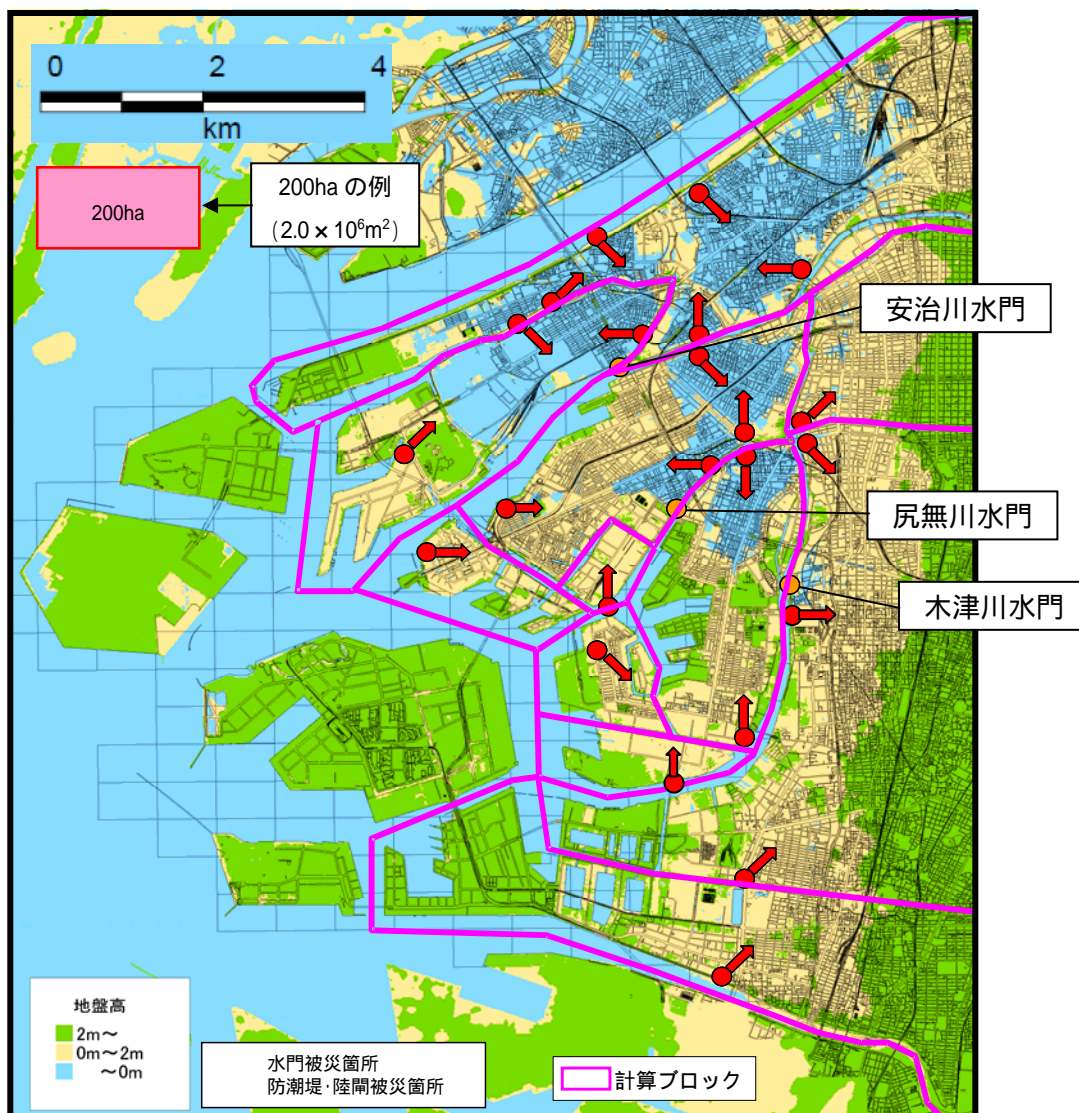 0 2 4
km
200ha
200ha の例
(2.0 × 10⁶m²)
安治川水門
尻無川水門
木津川水門
地盤高
2m～
0m～2m
～0m
水門被災箇所
防潮堤・陸閘被災箇所
計算ブロック